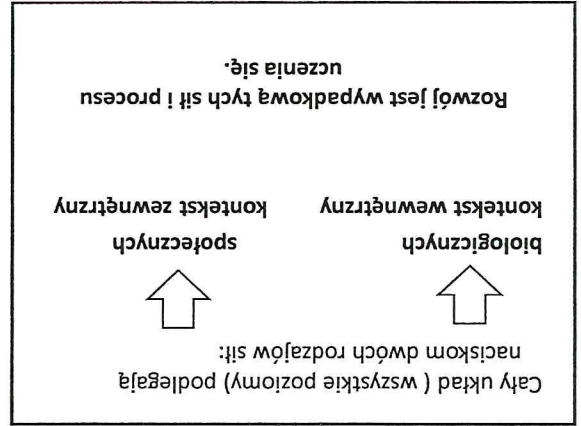 Cały układ ( wszystkie poziomy) podlegają
naciskom dwóch rodzajów sił:
biologicznych
kontekst wewnętrzny
społecznych
kontekst zewnętrzny
Rozwój jest wypadkową tych sił i procesu
uczenia się.